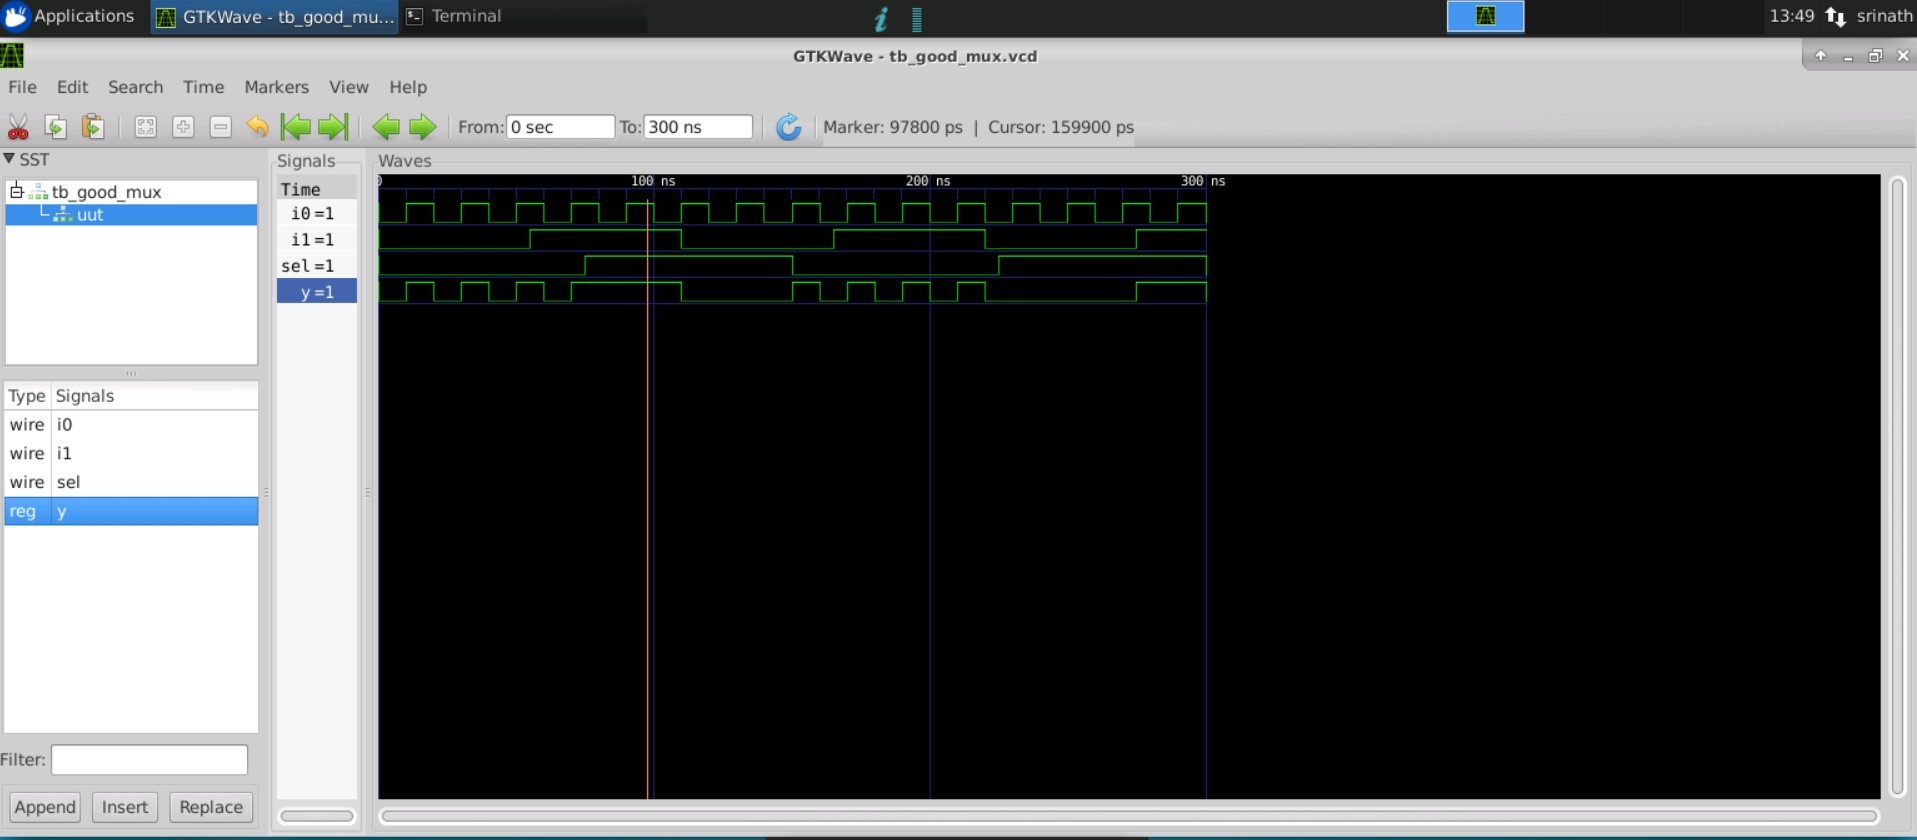 Applications GTKWave - tb_good_mu... Terminal 13:49 srinath
GTKWave - tb_good_mux.vcd
File Edit Search Time Markers View Help
From: 0 sec To: 300 ns Marker: 97800 ps | Cursor: 159900 ps
SST
tb_good_mux
uut
Type Signals
wire i0
wire i1
wire sel
reg y
Filter:
Append Insert Replace
Signals
Time
i0 =1
i1 =1
sel =1
y =1
Waves
0 100 ns 200 ns 300 ns